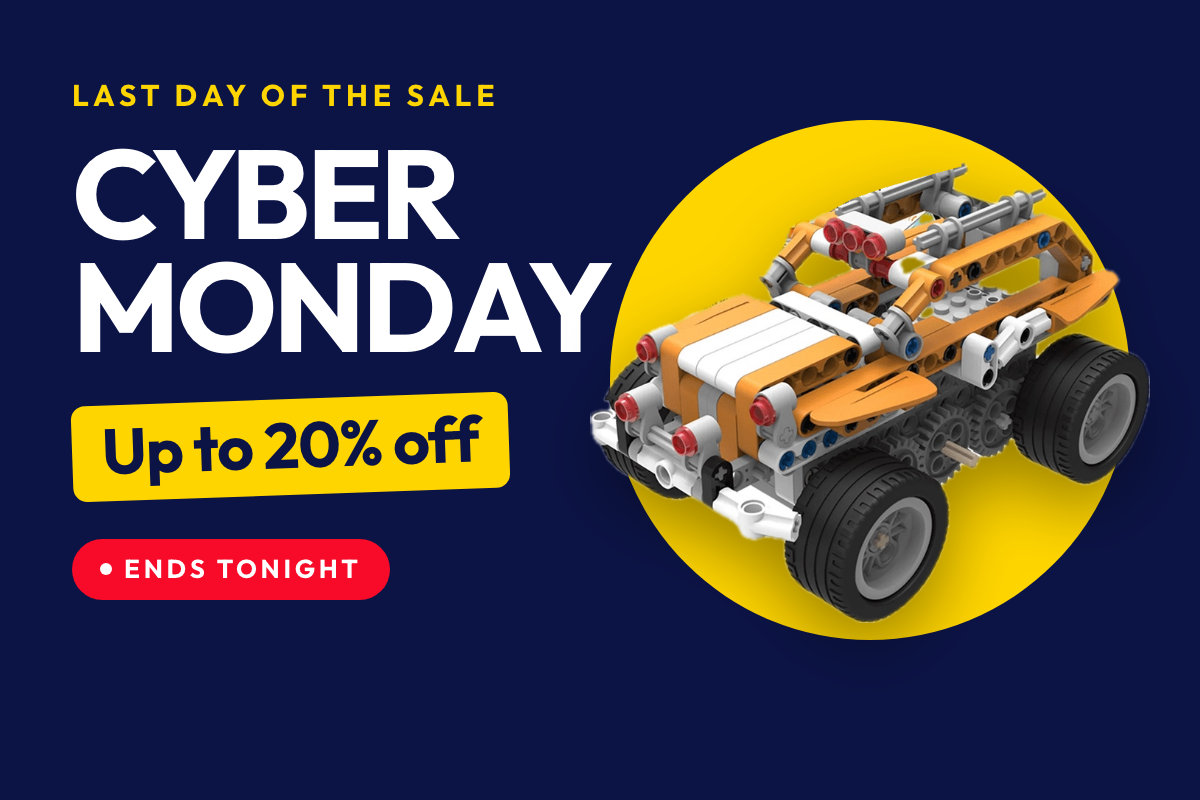 LAST DAY OF THE SALE
CYBER
MONDAY
Up to 20% off
ENDS TONIGHT